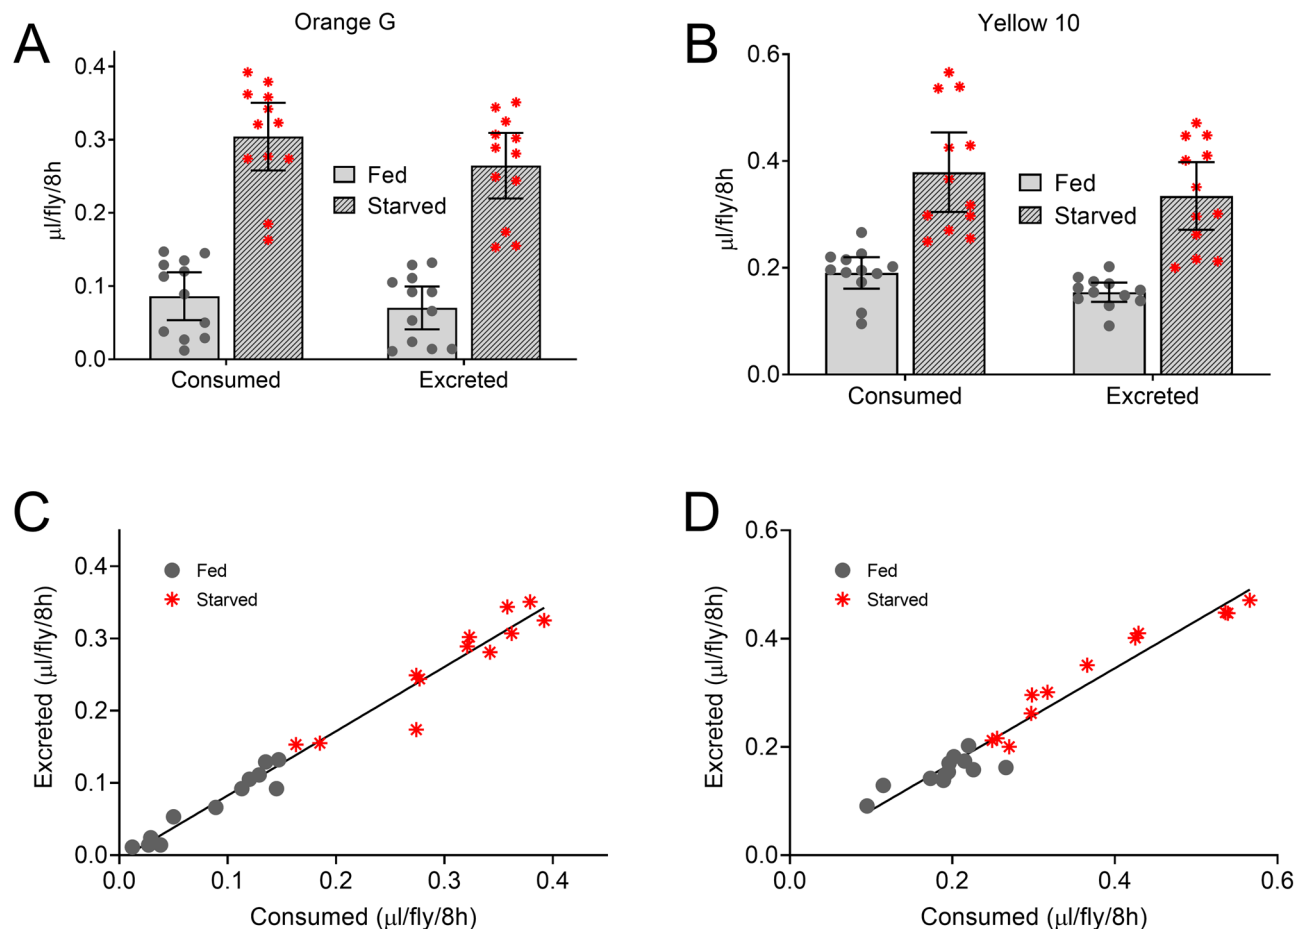 A
Orange G
μl/fly/8h
0.4
0.3
0.2
0.1
0.0
Fed
Starved
Consumed
Excreted
B
Yellow 10
μl/fly/8h
0.6
0.4
0.2
0.0
Fed
Starved
Consumed
Excreted
C
Excreted (μl/fly/8h)
0.4
0.3
0.2
0.1
0.0
Fed
Starved
0.0 0.1 0.2 0.3 0.4
Consumed (μl/fly/8h)
D
Excreted (μl/fly/8h)
0.6
0.4
0.2
0.0
Fed
Starved
0.0 0.2 0.4 0.6
Consumed (μl/fly/8h)